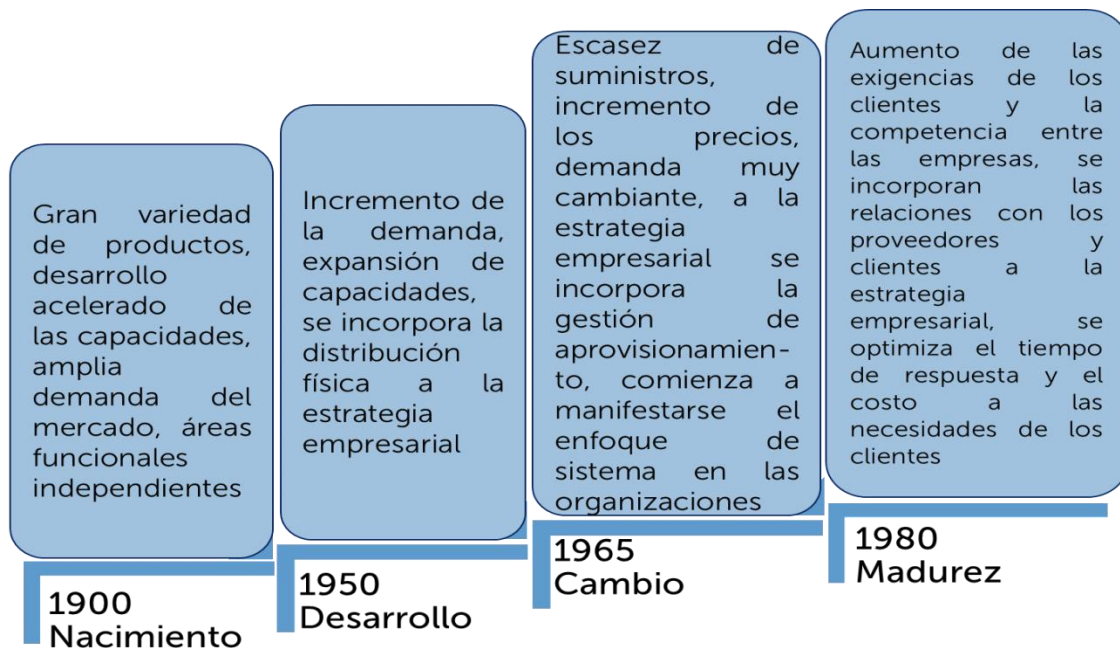 Gran variedad
de productos,
desarrollo
acelerado de
las capacidades,
amplia
demanda del
mercado, áreas
funcionales
independientes
1900
Nacimiento
Incremento de
la demanda,
expansión de
capacidades,
se incorpora la
distribución
física a la
estrategia
empresarial
1950
Desarrollo
Escasez de
suministros,
incremento de
los precios,
demanda muy
cambiante, a la
estrategia
empresarial se
incorpora la
gestión de
aprovisionamien-
to, comienza a
manifestarse el
enfoque de
sistema en las
organizaciones
1965
Cambio
Aumento de las
exigencias de los
clientes y la
competencia entre
las empresas, se
incorporan las
relaciones con los
proveedores y
clientes a la
estrategia
empresarial, se
optimiza el tiempo
de respuesta y el
costo a las
necesidades de los
clientes
1980
Madurez